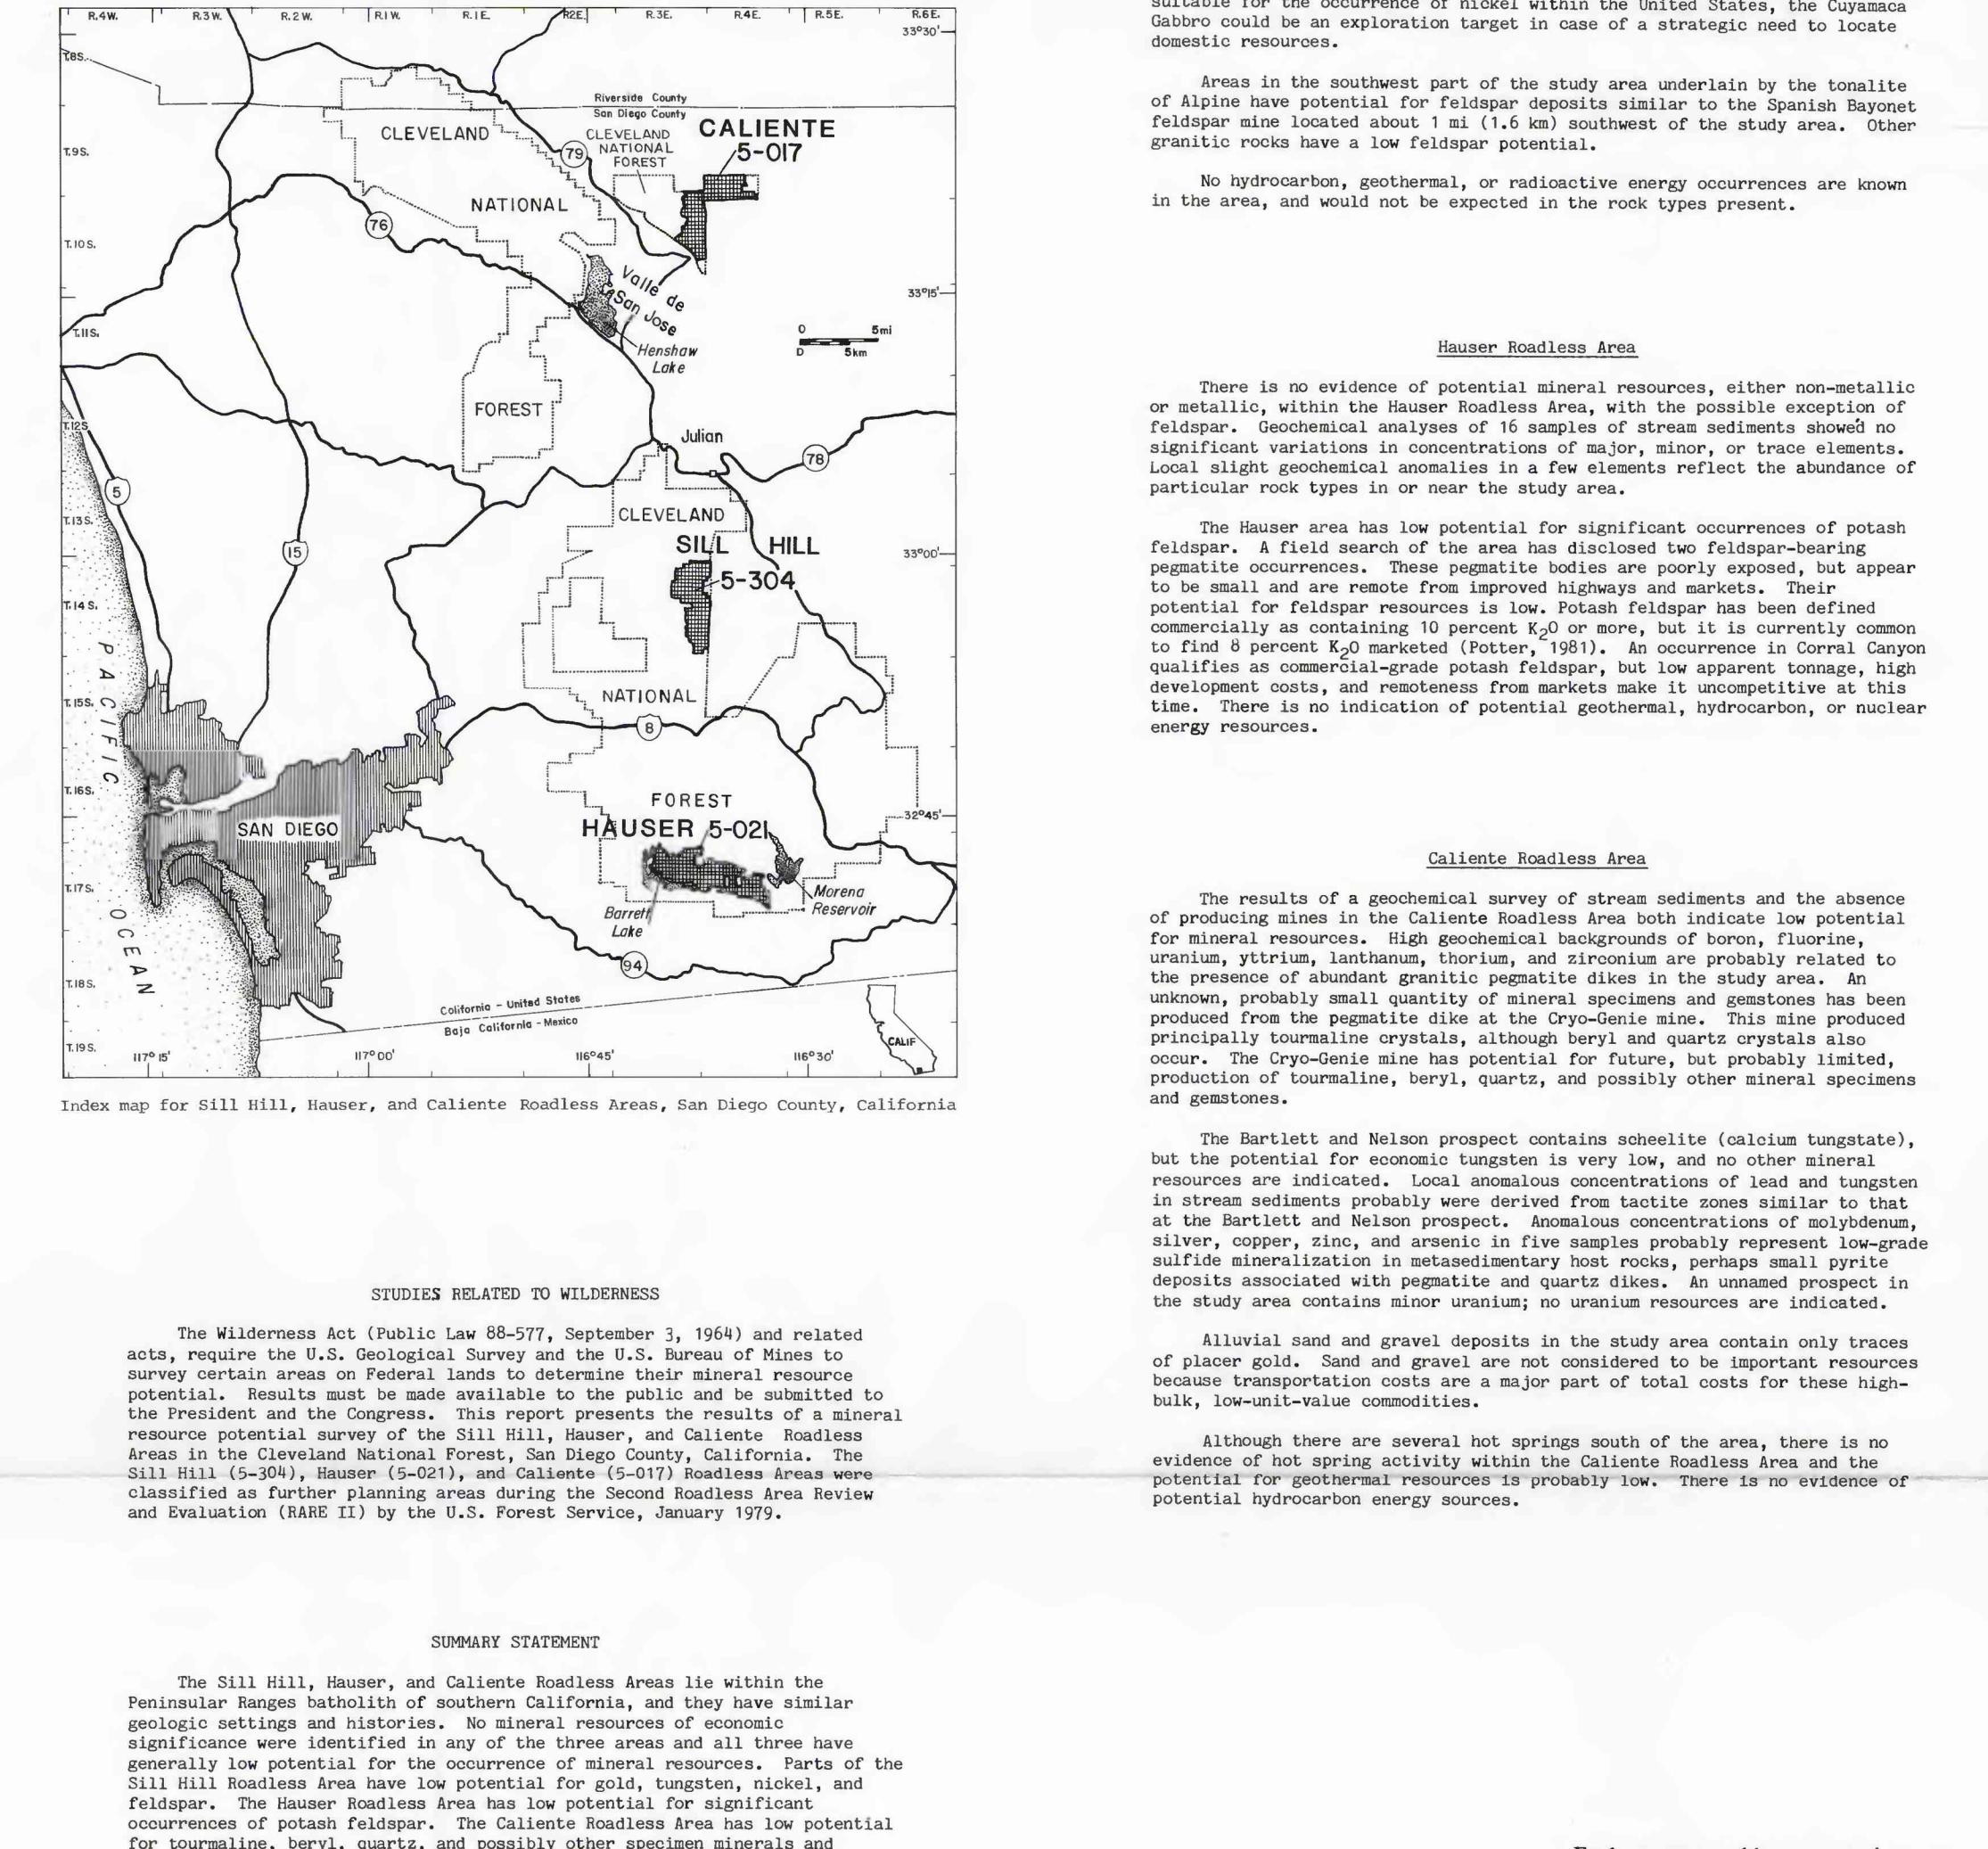 R.4W. R.3W. R.2W. R.1W. R.1E. R2E. R.3E. R.4E. R.5E. R.6E.
33°30'
T.8S.
Riverside County
San Diego County
CLEVELAND
CLEVELAND
NATIONAL
FOREST
CALIENTE
5-017
79
T.9S.
NATIONAL
76
T.10S.
Valle de
San Jose
33°15'
T.11S.
0 5mi
0 5km
Henshaw
Lake
FOREST
T.12S.
Julian
78
5
CLEVELAND
T.13S.
15
SILL HILL
33°00'
5-304
T.14S.
PACIFIC
NATIONAL
T.15S.
8
T.16S.
FOREST
32°45'
SAN DIEGO
HAUSER 5-021
T.17S.
Morena
Reservoir
Barrett
Lake
OCEAN
94
T.18S.
California - United States
Baja California - Mexico
CALIF
T.19S.
117°15' 117°00' 116°45' 116°30'
Index map for Sill Hill, Hauser, and Caliente Roadless Areas, San Diego County, California
STUDIES RELATED TO WILDERNESS
The Wilderness Act (Public Law 88-577, September 3, 1964) and related
acts, require the U.S. Geological Survey and the U.S. Bureau of Mines to
survey certain areas on Federal lands to determine their mineral resource
potential. Results must be made available to the public and be submitted to
the President and the Congress. This report presents the results of a mineral
resource potential survey of the Sill Hill, Hauser, and Caliente Roadless
Areas in the Cleveland National Forest, San Diego County, California. The
Sill Hill (5-304), Hauser (5-021), and Caliente (5-017) Roadless Areas were
classified as further planning areas during the Second Roadless Area Review
and Evaluation (RARE II) by the U.S. Forest Service, January 1979.
SUMMARY STATEMENT
The Sill Hill, Hauser, and Caliente Roadless Areas lie within the
Peninsular Ranges batholith of southern California, and they have similar
geologic settings and histories. No mineral resources of economic
significance were identified in any of the three areas and all three have
generally low potential for the occurrence of mineral resources. Parts of the
Sill Hill Roadless Area have low potential for gold, tungsten, nickel, and
feldspar. The Hauser Roadless Area has low potential for significant
occurrences of potash feldspar. The Caliente Roadless Area has low potential
for tourmaline, beryl, quartz, and possibly other specimen minerals and
suitable for the occurrence of nickel within the United States, the Cuyamaca
Gabbro could be an exploration target in case of a strategic need to locate
domestic resources.
Areas in the southwest part of the study area underlain by the tonalite
of Alpine have potential for feldspar deposits similar to the Spanish Bayonet
feldspar mine located about 1 mi (1.6 km) southwest of the study area. Other
granitic rocks have a low feldspar potential.
No hydrocarbon, geothermal, or radioactive energy occurrences are known
in the area, and would not be expected in the rock types present.
Hauser Roadless Area
There is no evidence of potential mineral resources, either non-metallic
or metallic, within the Hauser Roadless Area, with the possible exception of
feldspar. Geochemical analyses of 16 samples of stream sediments showed no
significant variations in concentrations of major, minor, or trace elements.
Local slight geochemical anomalies in a few elements reflect the abundance of
particular rock types in or near the study area.
The Hauser area has low potential for significant occurrences of potash
feldspar. A field search of the area has disclosed two feldspar-bearing
pegmatite occurrences. These pegmatite bodies are poorly exposed, but appear
to be small and are remote from improved highways and markets. Their
potential for feldspar resources is low. Potash feldspar has been defined
commercially as containing 10 percent K₂O or more, but it is currently common
to find 8 percent K₂O marketed (Potter, 1981). An occurrence in Corral Canyon
qualifies as commercial-grade potash feldspar, but low apparent tonnage, high
development costs, and remoteness from markets make it uncompetitive at this
time. There is no indication of potential geothermal, hydrocarbon, or nuclear
energy resources.
Caliente Roadless Area
The results of a geochemical survey of stream sediments and the absence
of producing mines in the Caliente Roadless Area both indicate low potential
for mineral resources. High geochemical backgrounds of boron, fluorine,
uranium, yttrium, lanthanum, thorium, and zirconium are probably related to
the presence of abundant granitic pegmatite dikes in the study area. An
unknown, probably small quantity of mineral specimens and gemstones has been
produced from the pegmatite dike at the Cryo-Genie mine. This mine produced
principally tourmaline crystals, although beryl and quartz crystals also
occur. The Cryo-Genie mine has potential for future, but probably limited,
production of tourmaline, beryl, quartz, and possibly other mineral specimens
and gemstones.
The Bartlett and Nelson prospect contains scheelite (calcium tungstate),
but the potential for economic tungsten is very low, and no other mineral
resources are indicated. Local anomalous concentrations of lead and tungsten
in stream sediments probably were derived from tactite zones similar to that
at the Bartlett and Nelson prospect. Anomalous concentrations of molybdenum,
silver, copper, zinc, and arsenic in five samples probably represent low-grade
sulfide mineralization in metasedimentary host rocks, perhaps small pyrite
deposits associated with pegmatite and quartz dikes. An unnamed prospect in
the study area contains minor uranium; no uranium resources are indicated.
Alluvial sand and gravel deposits in the study area contain only traces
of placer gold. Sand and gravel are not considered to be important resources
because transportation costs are a major part of total costs for these high-
bulk, low-unit-value commodities.
Although there are several hot springs south of the area, there is no
evidence of hot spring activity within the Caliente Roadless Area and the
potential for geothermal resources is probably low. There is no evidence of
potential hydrocarbon energy sources.